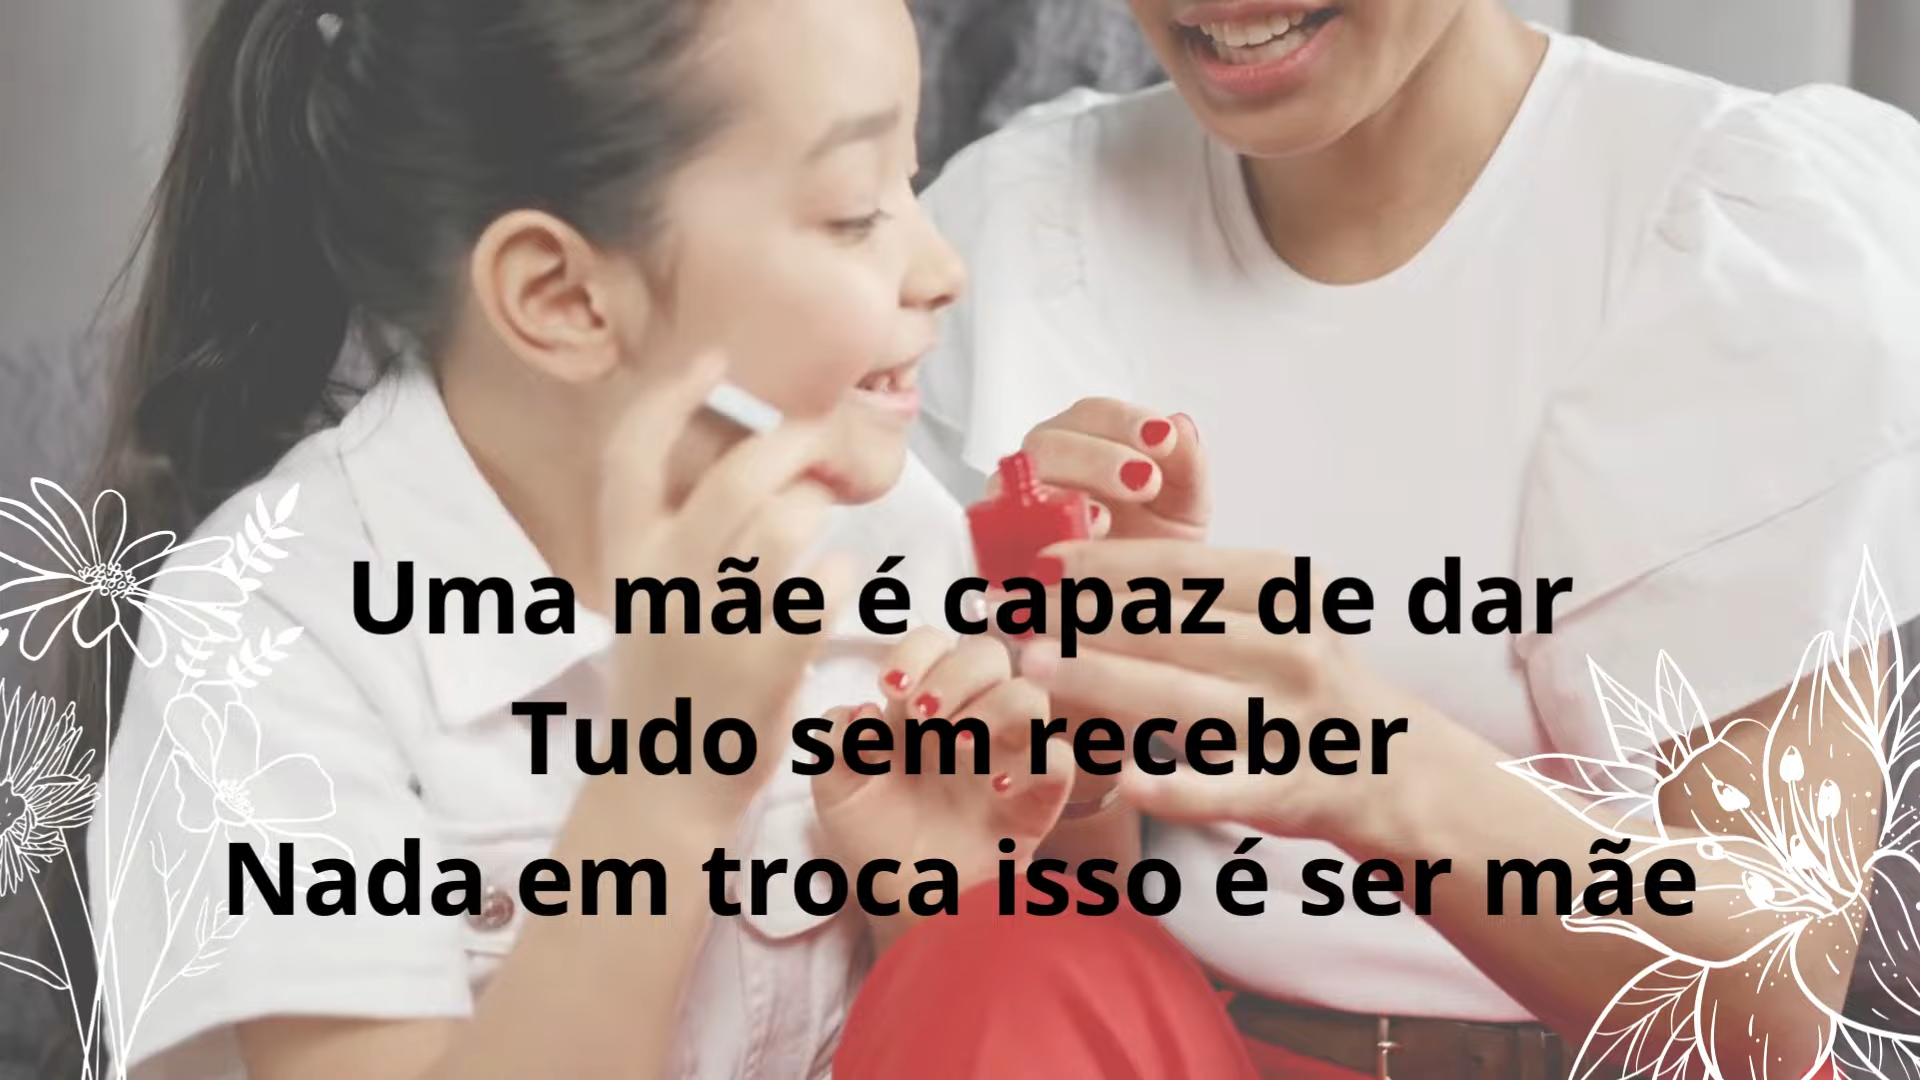 Uma mãe é capaz de dar
Tudo sem receber
Nada em troca isso é ser mãe